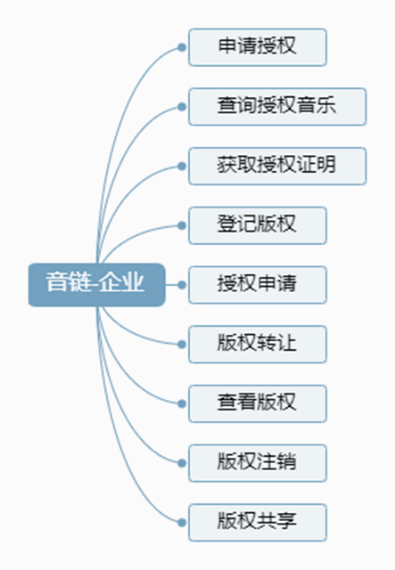 申请授权
查询授权音乐
获取授权证明
登记版权
音链-企业
授权申请
版权转让
查看版权
版权注销
版权共享